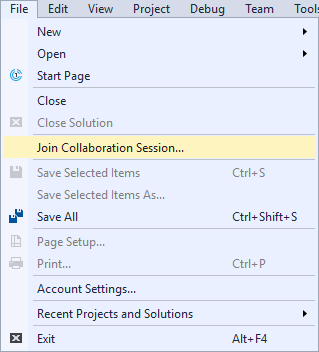 File Edit View Project Debug Team Tools
New
Open
Start Page
Close
Close Solution
Join Collaboration Session...
Save Selected Items Ctrl+S
Save Selected Items As...
Save All Ctrl+Shift+S
Page Setup...
Print... Ctrl+P
Account Settings...
Recent Projects and Solutions
Exit Alt+F4